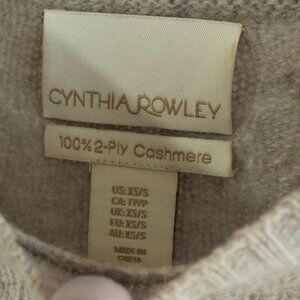 CYNTHIA ROWLEY
100% 2-Ply Cashmere
US: XS/S
CA: TP/P
UK: XS/S
EU: XS/S
AU: XS/S
MADE IN
CHINA